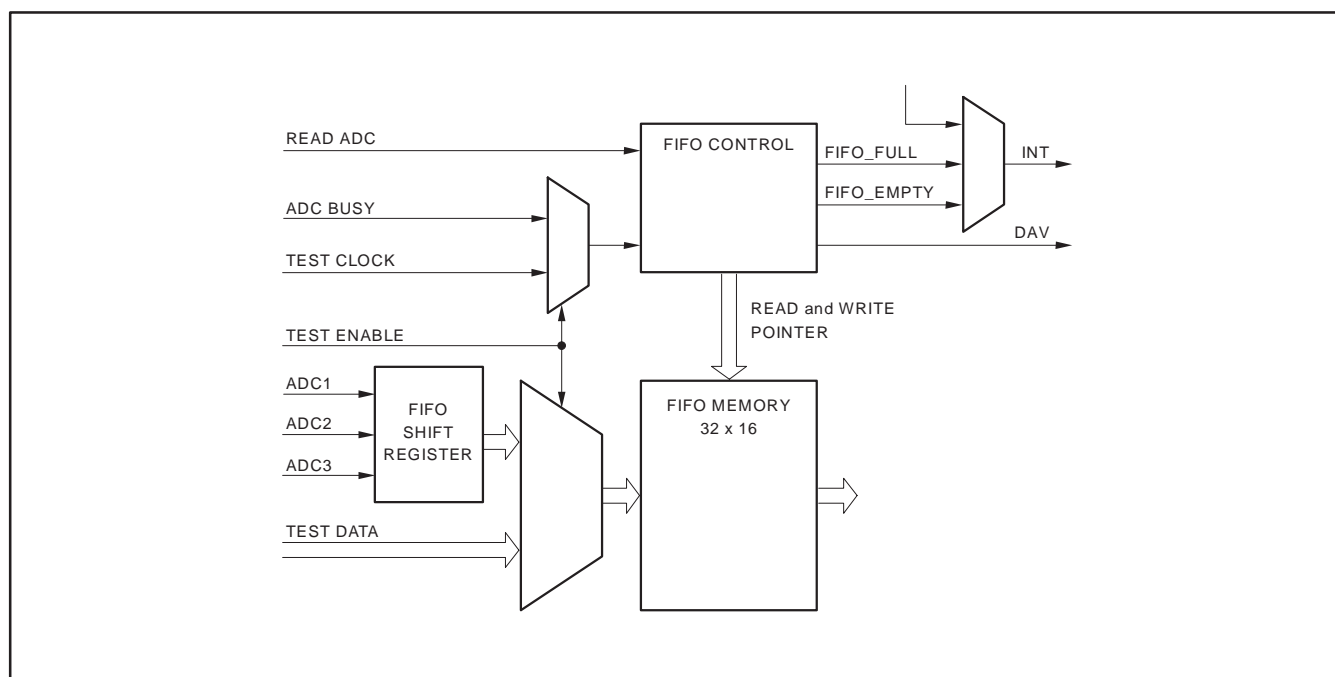 READ ADC
FIFO CONTROL
FIFO_FULL
INT
ADC BUSY
FIFO_EMPTY
DAV
TEST CLOCK
READ and WRITE
POINTER
TEST ENABLE
ADC1
FIFO
SHIFT
REGISTER
FIFO MEMORY
32 x 16
ADC2
ADC3
TEST DATA